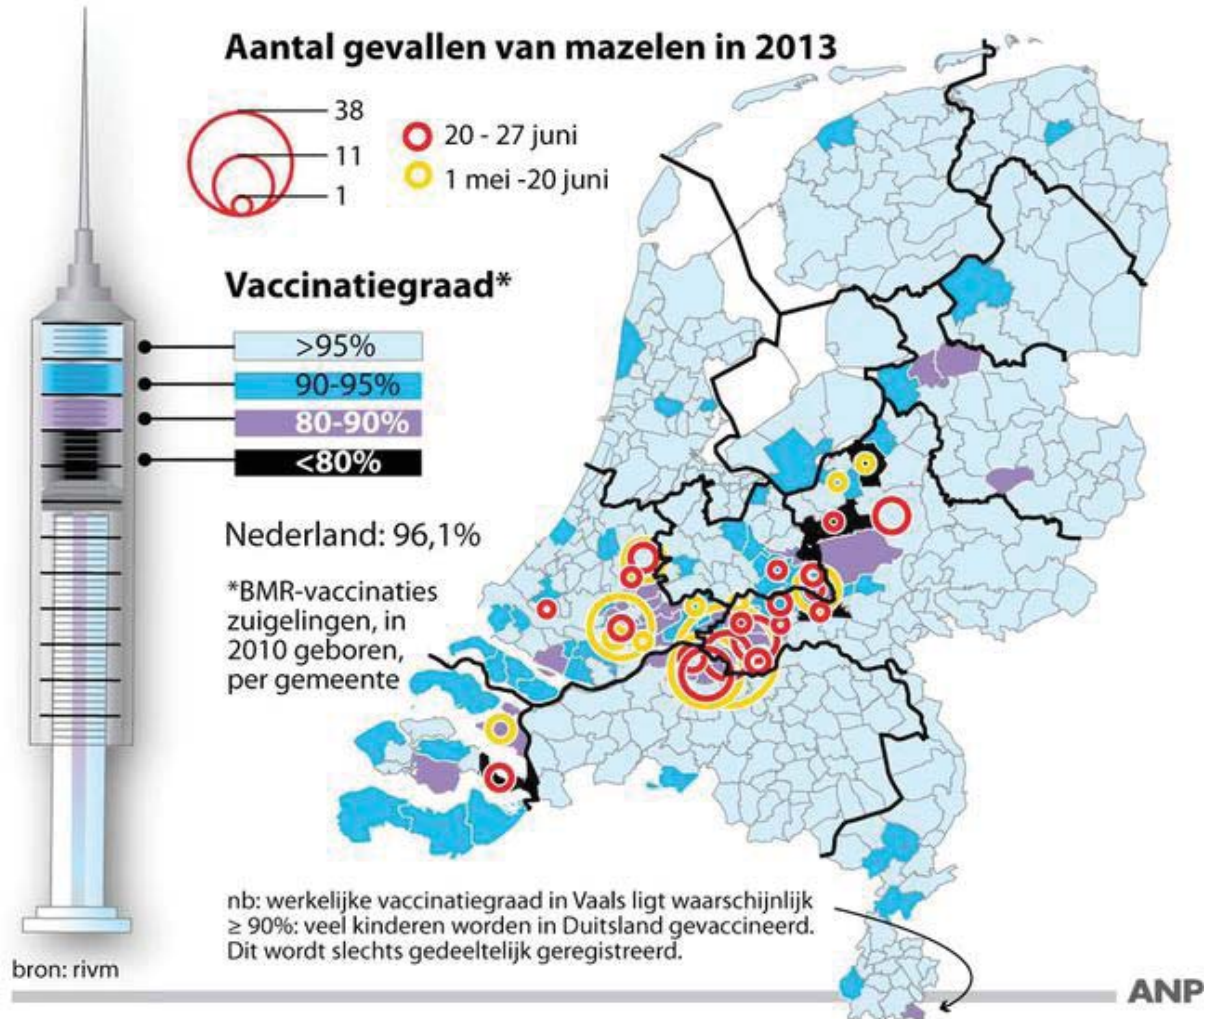 Aantal gevallen van mazelen in 2013
38
11
1
20 - 27 juni
1 mei -20 juni
Vaccinatiegraad*
>95%
90-95%
80-90%
<80%
Nederland: 96,1%
*BMR-vaccinaties
zuigelingen, in
2010 geboren,
per gemeente
nb: werkelijke vaccinatiegraad in Vaals ligt waarschijnlijk
≥ 90%: veel kinderen worden in Duitsland gevaccineerd.
Dit wordt slechts gedeeltelijk geregistreerd.
bron: rivm
ANP